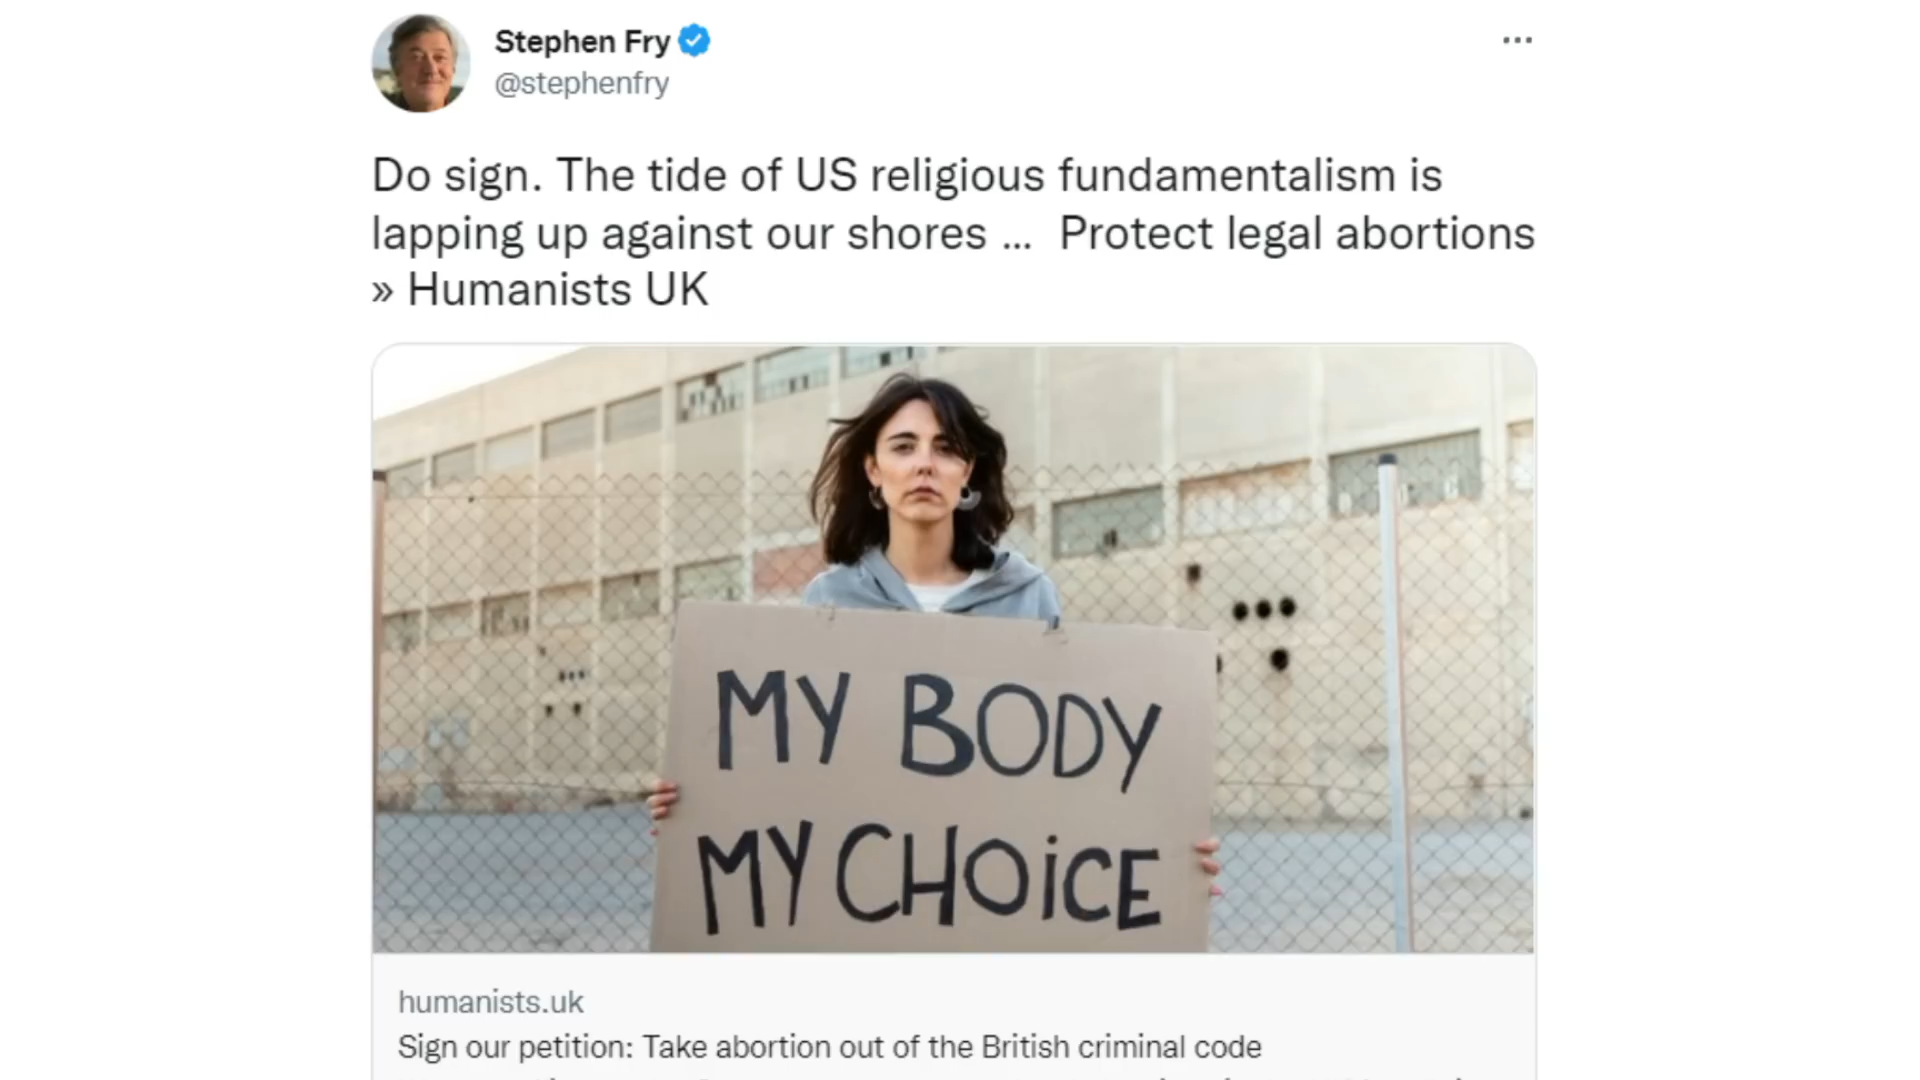 Stephen Fry
@stephenfry
Do sign. The tide of US religious fundamentalism is
lapping up against our shores ... Protect legal abortions
» Humanists UK
MY BODY
MY CHOiCE
humanists.uk
Sign our petition: Take abortion out of the British criminal code